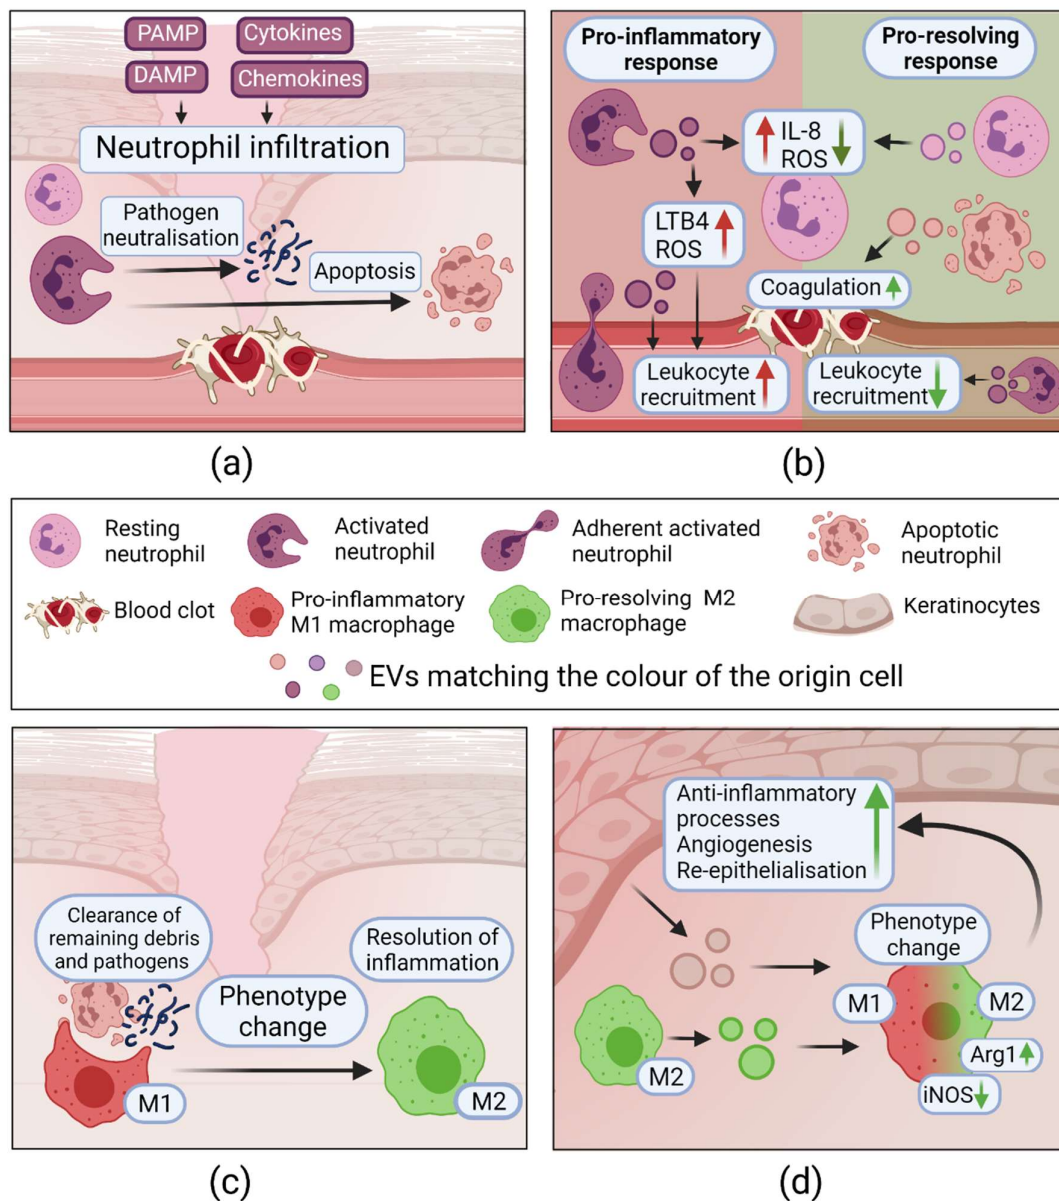 PAMP
Cytokines
DAMP
Chemokines
Neutrophil infiltration
Pathogen
neutralisation
Apoptosis
(a)
Pro-inflammatory
response
Pro-resolving
response
IL-8
ROS
LTB4
ROS
Coagulation
Leukocyte
recruitment
Leukocyte
recruitment
(b)
Resting
neutrophil
Activated
neutrophil
Adherent activated
neutrophil
Apoptotic
neutrophil
Blood clot
Pro-inflammatory
M1 macrophage
Pro-resolving M2
macrophage
Keratinocytes
EVs matching the colour of the origin cell
Clearance of
remaining debris
and pathogens
Phenotype
change
Resolution of
inflammation
M1
M2
(c)
Anti-inflammatory
processes
Angiogenesis
Re-epithelialisation
Phenotype
change
M1
M2
Arg1
iNOS
M2
(d)